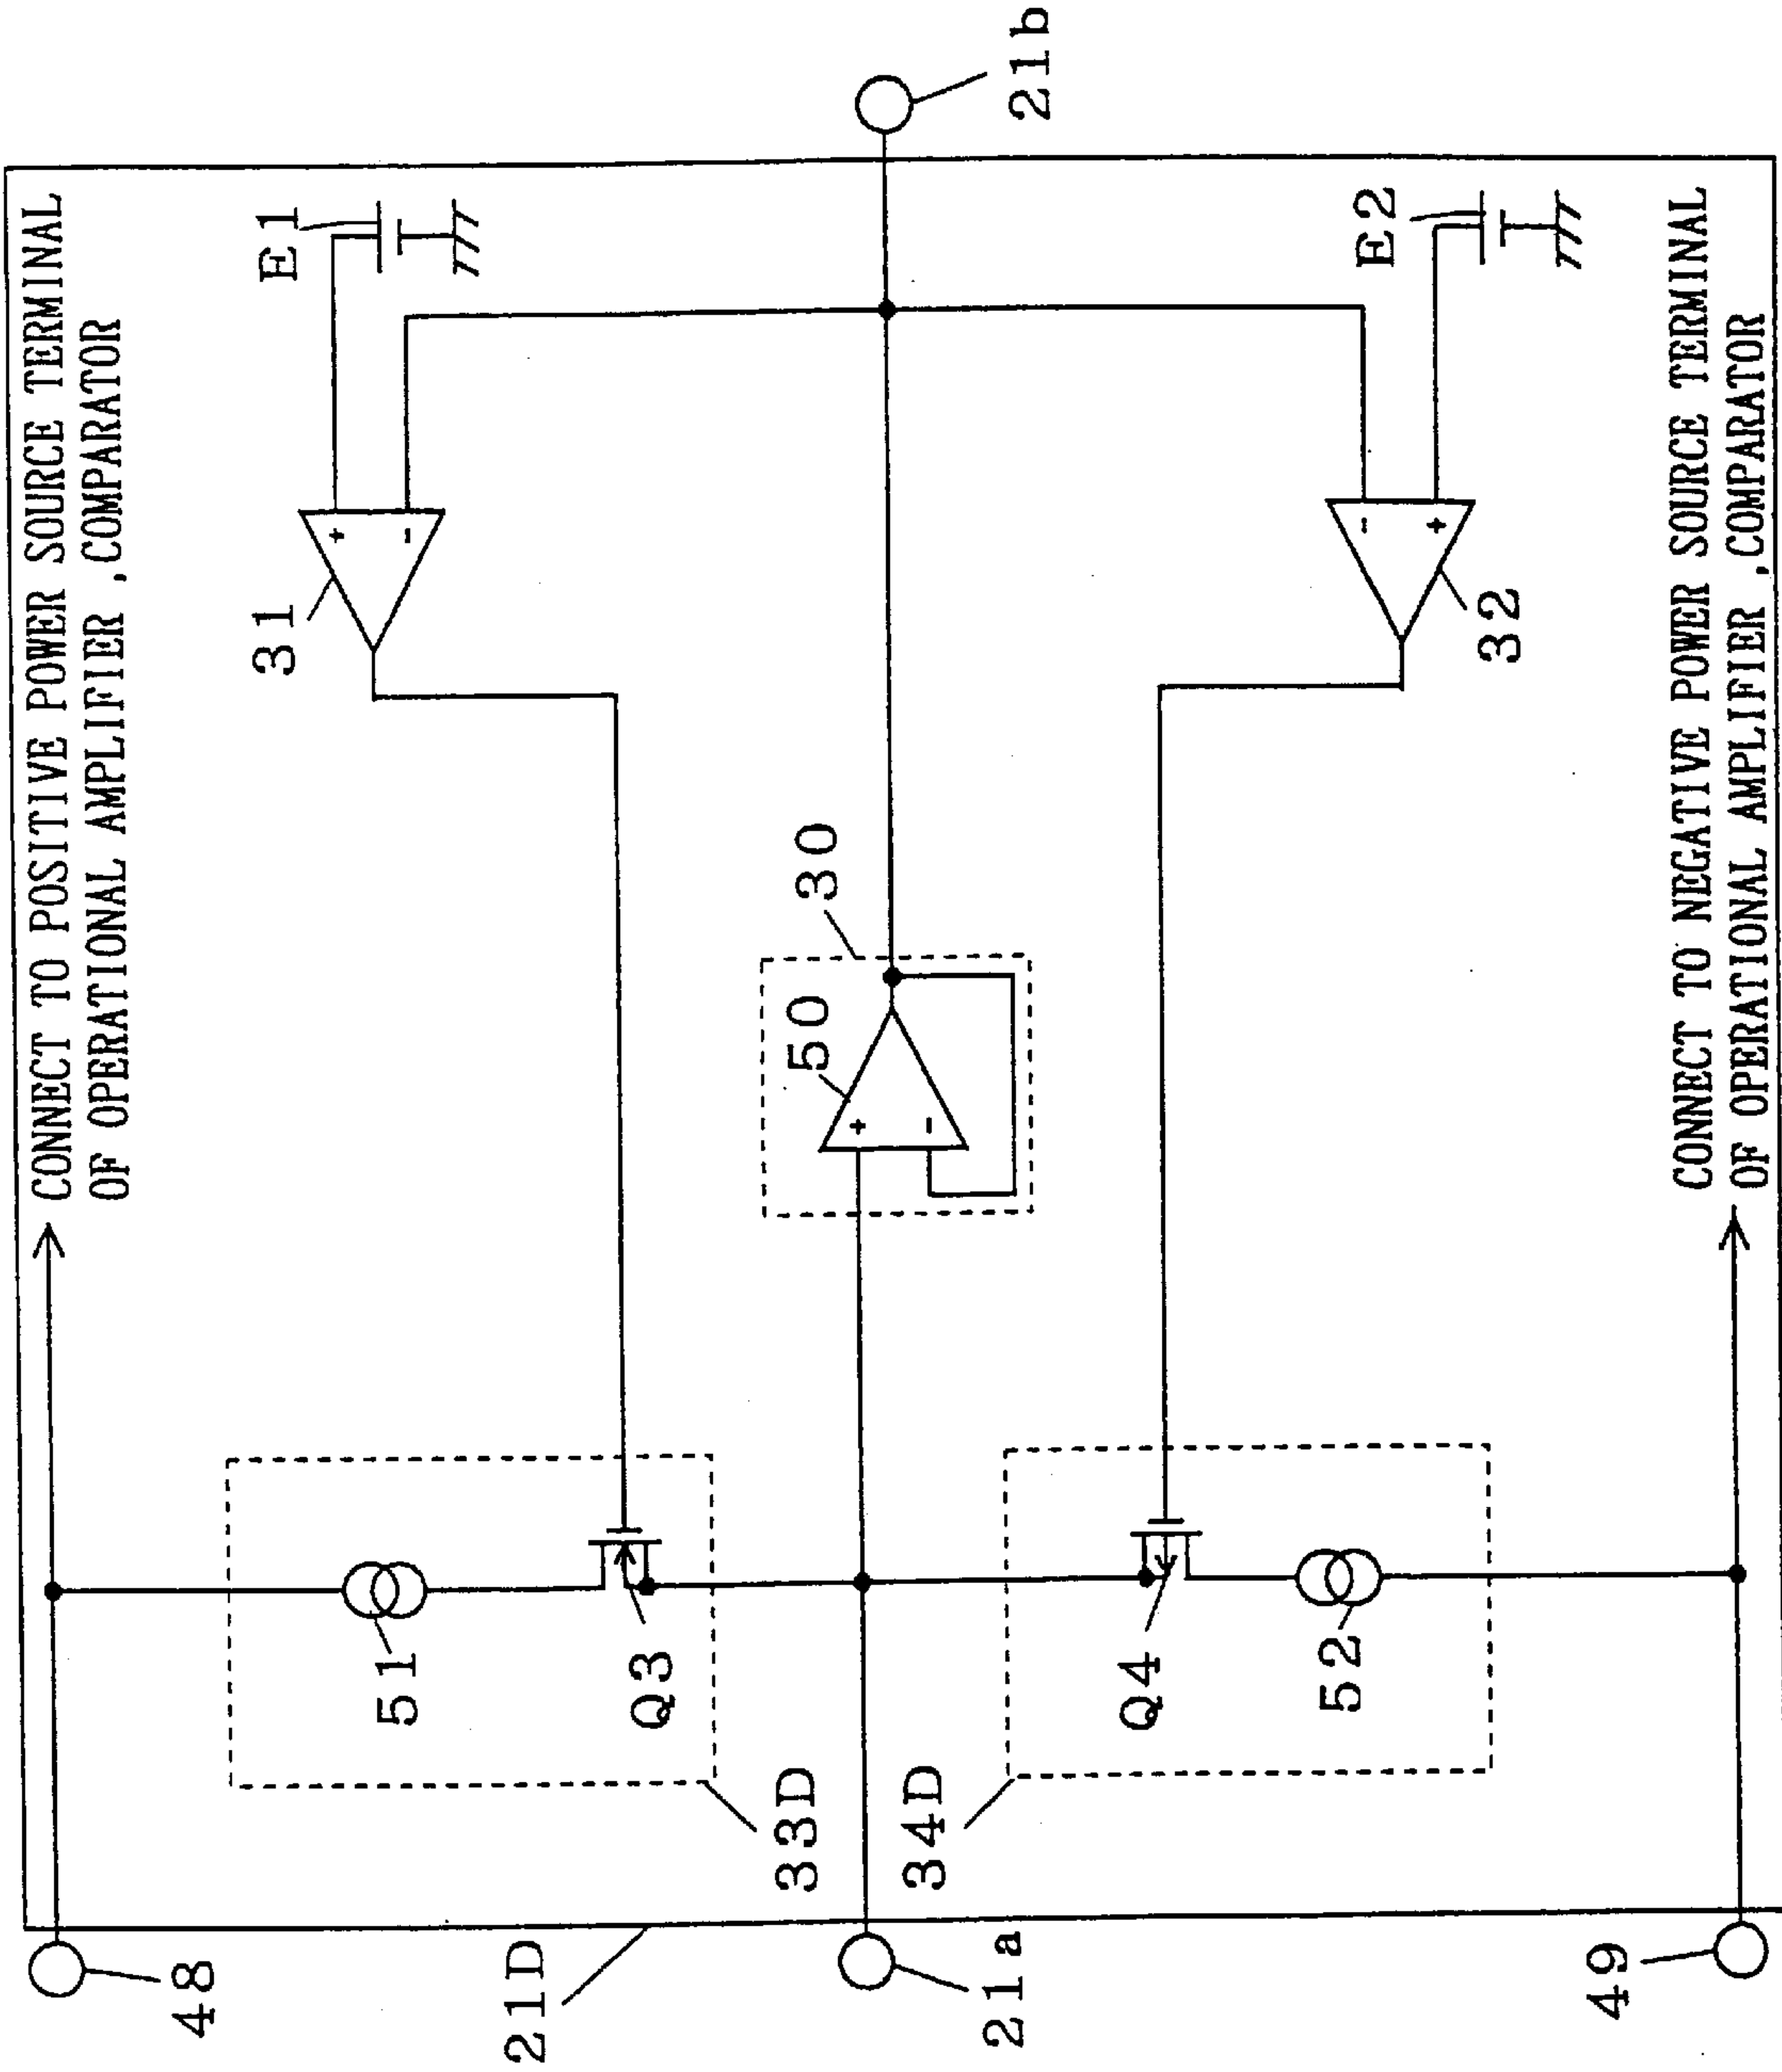 CONNECT TO POSITIVE POWER SOURCE TERMINAL
OF OPERATIONAL AMPLIFIER ,COMPARATOR
48
E1
31
+
-
51
Q3
33D
30
50
+
-
21D
21a
21b
34D
Q4
52
-
+
32
E2
49
CONNECT TO NEGATIVE POWER SOURCE TERMINAL
OF OPERATIONAL AMPLIFIER ,COMPARATOR